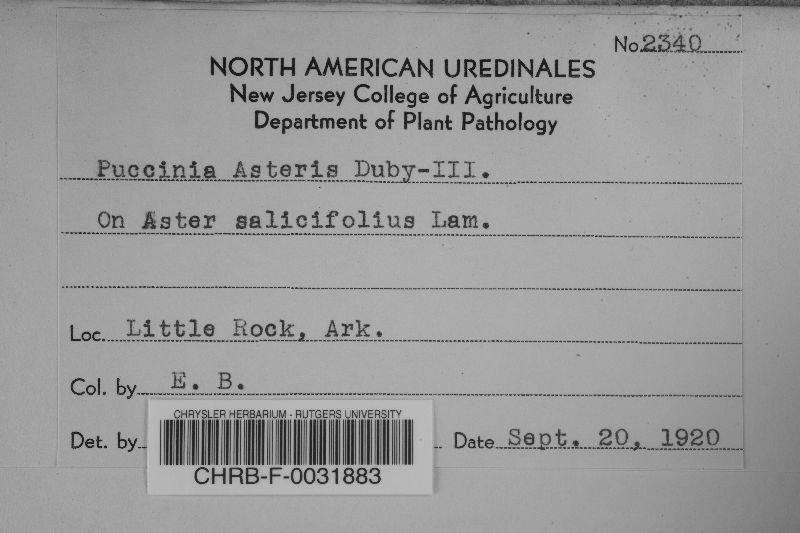 No. 2340
NORTH AMERICAN UREDINALES
New Jersey College of Agriculture
Department of Plant Pathology
Puccinia Asteris Duby-III.
On Aster salicifolius Lam.
Loc. Little Rock, Ark.
Col. by E. B.
CHRYSLER HERBARIUM - RUTGERS UNIVERSITY
Det. by Date Sept. 20, 1920
CHRB-F-0031883